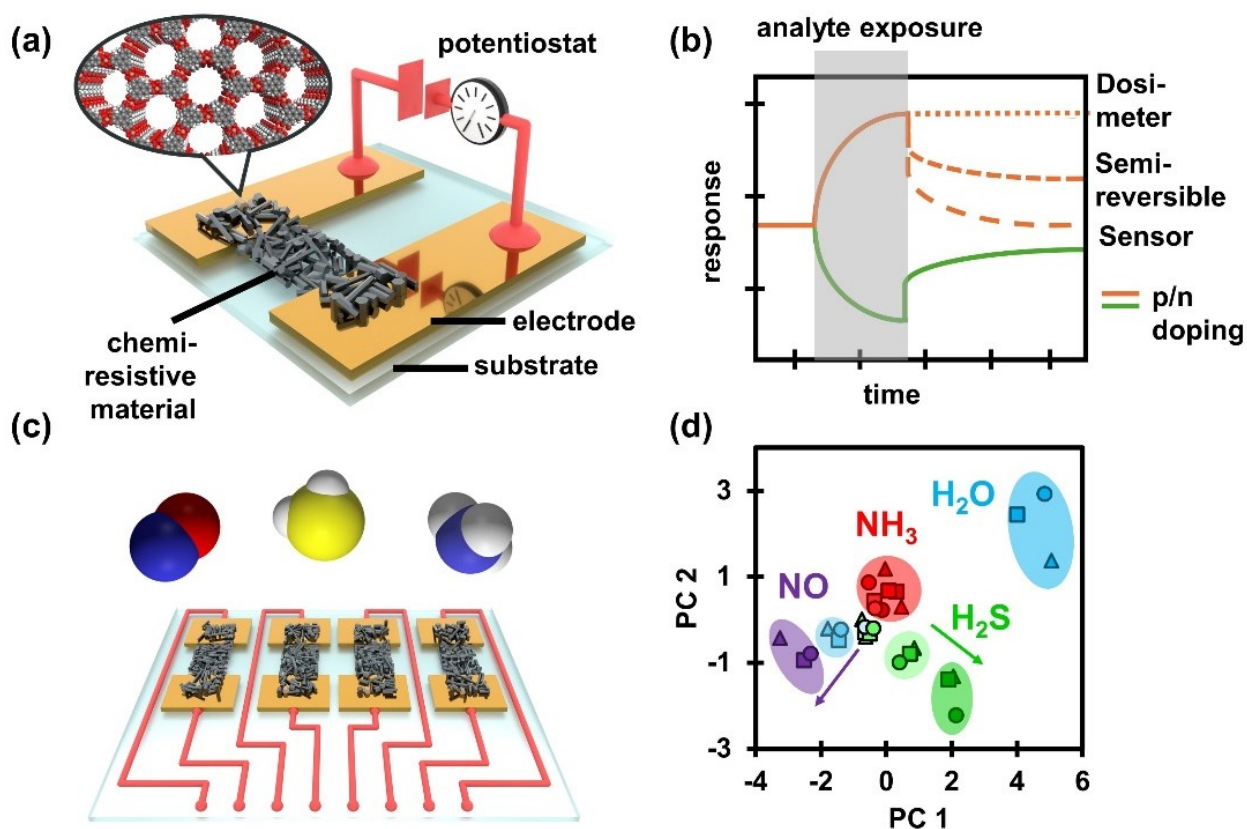 (a)
potentiostat
chemi-
resistive
material
electrode
substrate
(b)
analyte exposure
response
time
Dosi-
meter
Semi-
reversible
Sensor
p/n
doping
(c)
(d)
H₂O
NH₃
NO
H₂S
PC 2
3
1
-1
-3
-4
-2
0
2
4
6
PC 1